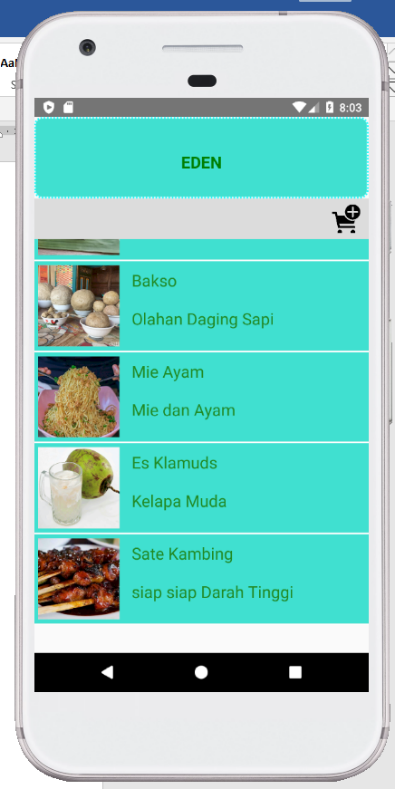 8:03
EDEN
Bakso
Olahan Daging Sapi
Mie Ayam
Mie dan Ayam
Es Klamuds
Kelapa Muda
Sate Kambing
siap siap Darah Tinggi